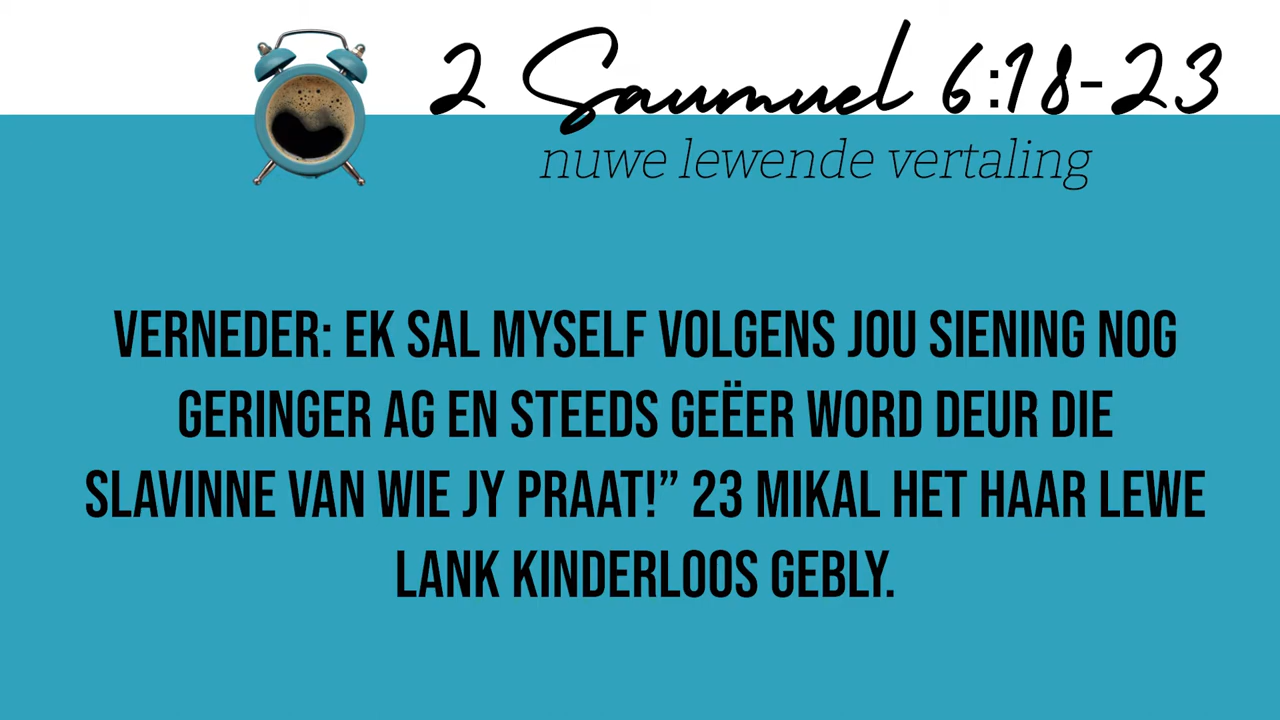 2 Saumuel 6:18-23
nuwe lewende vertaling
VERNEDER: EK SAL MYSELF VOLGENS JOU SIENING NOG
GERINGER AG EN STEEDS GEËER WORD DEUR DIE
SLAVINNE VAN WIE JY PRAAT!” 23 MIKAL HET HAAR LEWE
LANK KINDERLOOS GEBLY.